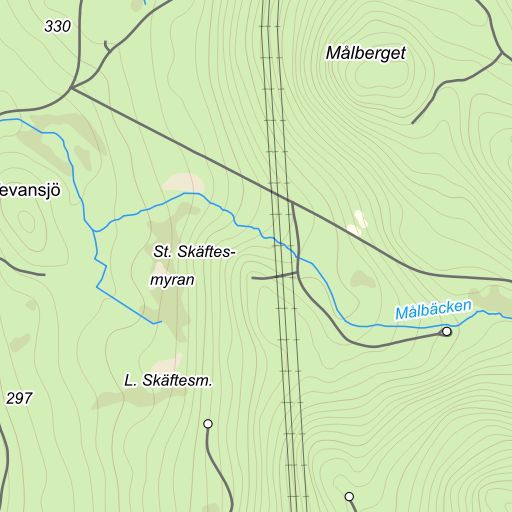 330
Målberget
evansjö
St. Skäftes-
myran
Målbäcken
L. Skäftesm.
297